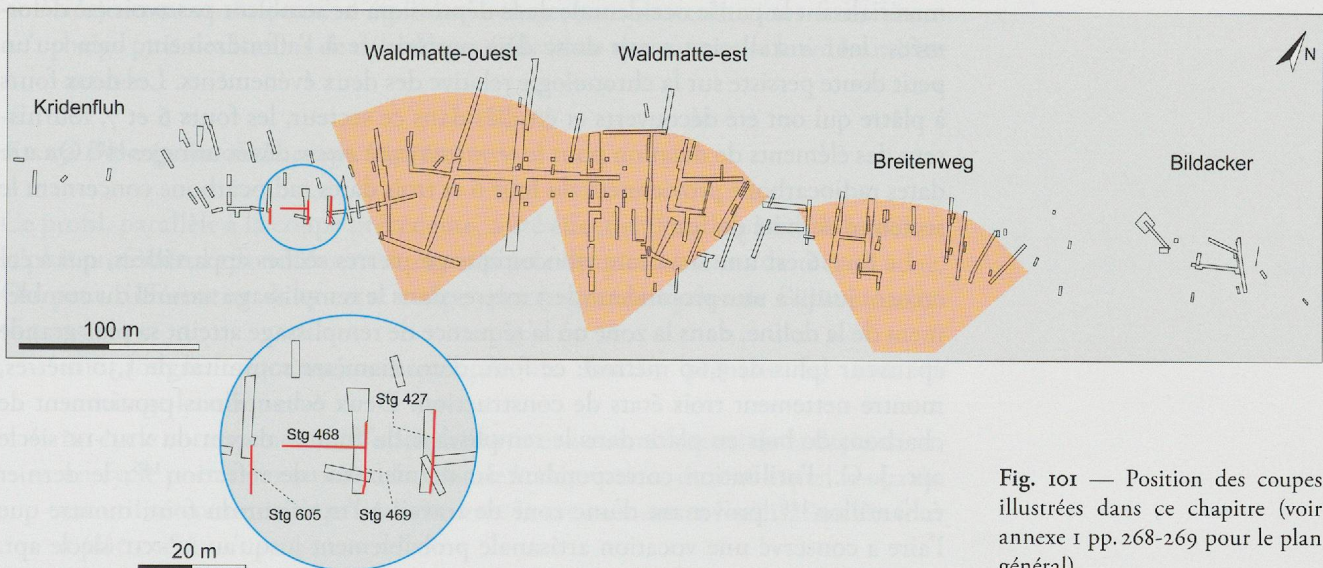 Waldmatte-ouest
Waldmatte-est
N
Kridenfluh
Breitenweg
Bildacker
100 m
Stg 427
Stg 468
Stg 605
Stg 469
20 m
Fig. 101 — Position des coupes
illustrées dans ce chapitre (voir
annexe 1 pp. 268-269 pour le plan
général).